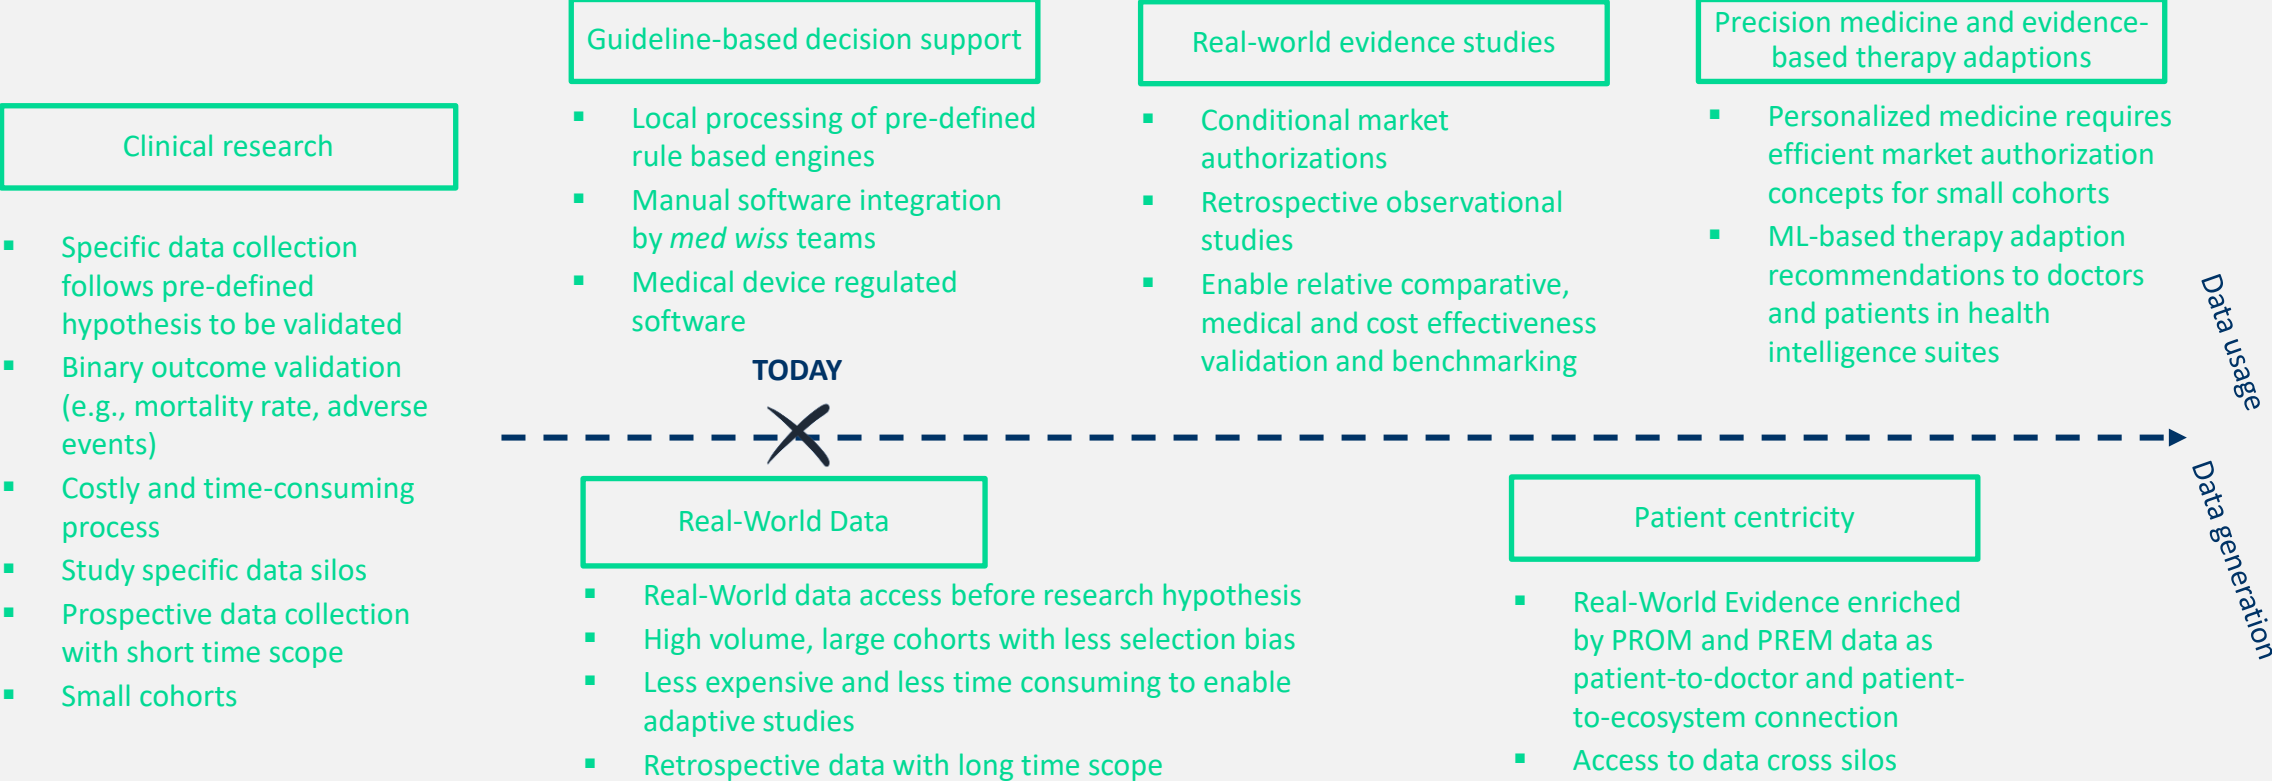 Clinical research
▪ Specific data collection
follows pre-defined
hypothesis to be validated
▪ Binary outcome validation
(e.g., mortality rate, adverse
events)
▪ Costly and time-consuming
process
▪ Study specific data silos
▪ Prospective data collection
with short time scope
▪ Small cohorts
Guideline-based decision support
▪ Local processing of pre-defined
rule based engines
▪ Manual software integration
by med wiss teams
▪ Medical device regulated
software
Real-world evidence studies
▪ Conditional market
authorizations
▪ Retrospective observational
studies
▪ Enable relative comparative,
medical and cost effectiveness
validation and benchmarking
Precision medicine and evidence-
based therapy adaptions
▪ Personalized medicine requires
efficient market authorization
concepts for small cohorts
▪ ML-based therapy adaption
recommendations to doctors
and patients in health
intelligence suites
Data usage
TODAY
Data generation
Real-World Data
▪ Real-World data access before research hypothesis
▪ High volume, large cohorts with less selection bias
▪ Less expensive and less time consuming to enable
adaptive studies
▪ Retrospective data with long time scope
Patient centricity
▪ Real-World Evidence enriched
by PROM and PREM data as
patient-to-doctor and patient-
to-ecosystem connection
▪ Access to data cross silos